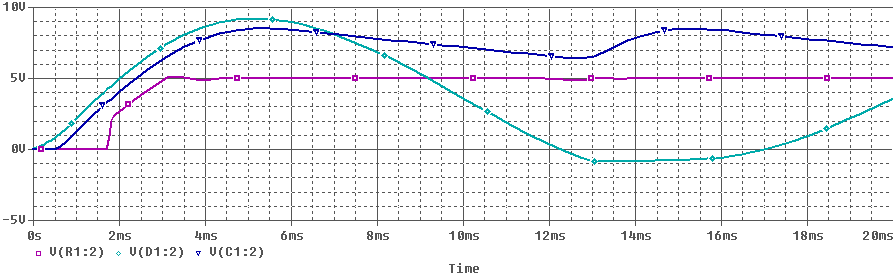 10V
5V
0V
-5V
0s 2ms 4ms 6ms 8ms 10ms 12ms 14ms 16ms 18ms 20ms
V(R1:2) V(D1:2) V(C1:2)
Time